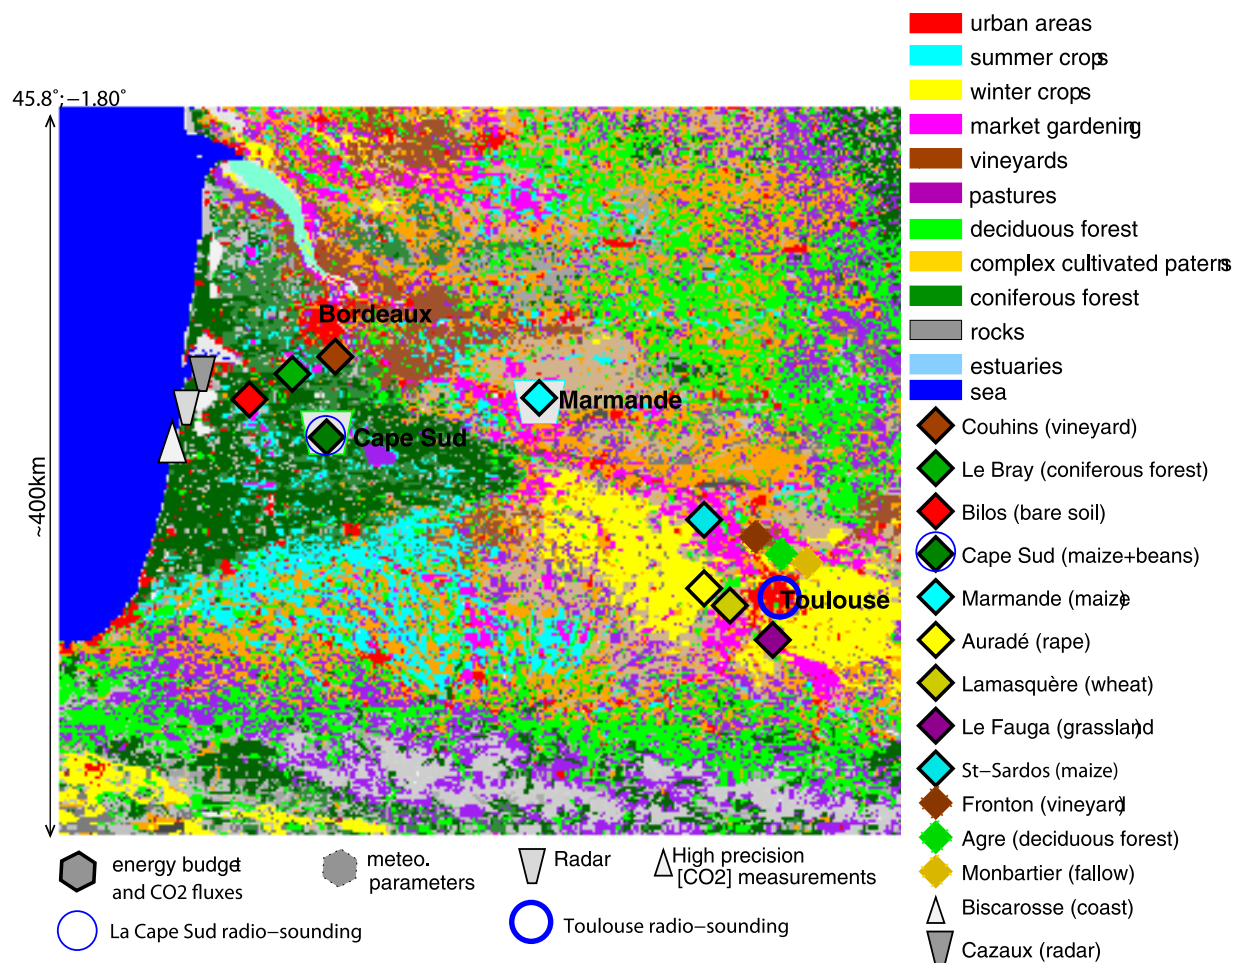 45.8°;−1.80°
~400km
Bordeaux
Marmande
Cape Sud
Toulouse
urban areas
summer crops
winter crops
market gardening
vineyards
pastures
deciduous forest
complex cultivated paterns
coniferous forest
rocks
estuaries
sea
Couhins (vineyard)
Le Bray (coniferous forest)
Bilos (bare soil)
Cape Sud (maize+beans)
Marmande (maize)
Auradé (rape)
Lamasquère (wheat)
Le Fauga (grassland)
St−Sardos (maize)
Fronton (vineyard)
Agre (deciduous forest)
Monbartier (fallow)
Biscarosse (coast)
Cazaux (radar)
energy budget
and CO2 fluxes
meteo.
parameters
Radar
High precision
[CO2] measurements
La Cape Sud radio−sounding
Toulouse radio−sounding